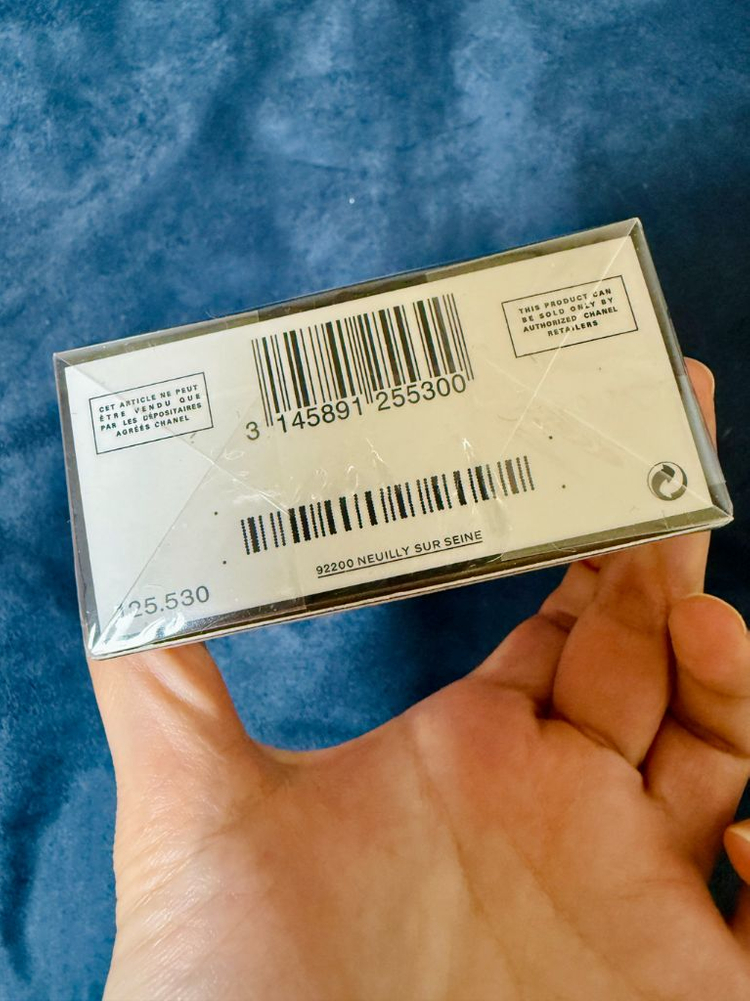 THIS PRODUCT CAN
BE SOLD ONLY BY
AUTHORIZED CHANEL
RETAILERS
3 145891 255300
CET ARTICLE NE PEUT
ÊTRE VENDU QUE
PAR LES DÉPOSITAIRES
AGRÉÉS CHANEL
92200 NEUILLY SUR SEINE
125.530